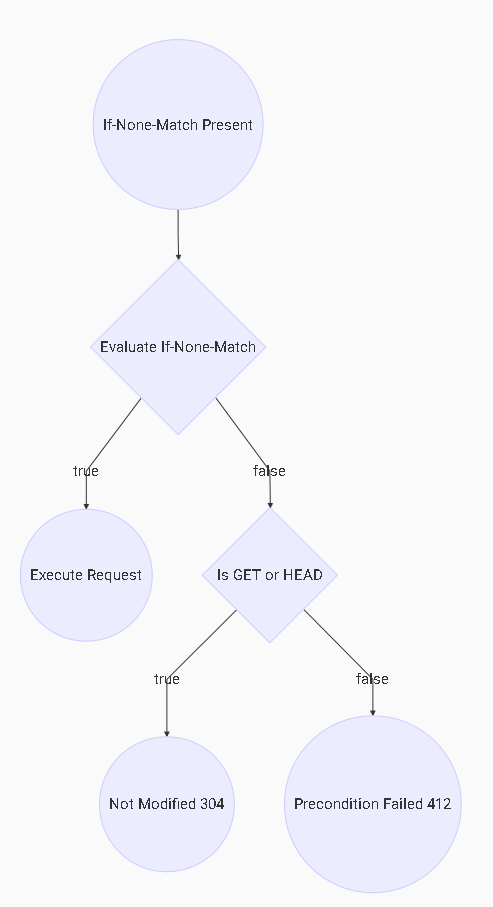 If-None-Match Present
Evaluate If-None-Match
true
false
Execute Request
Is GET or HEAD
true
false
Not Modified 304
Precondition Failed 412